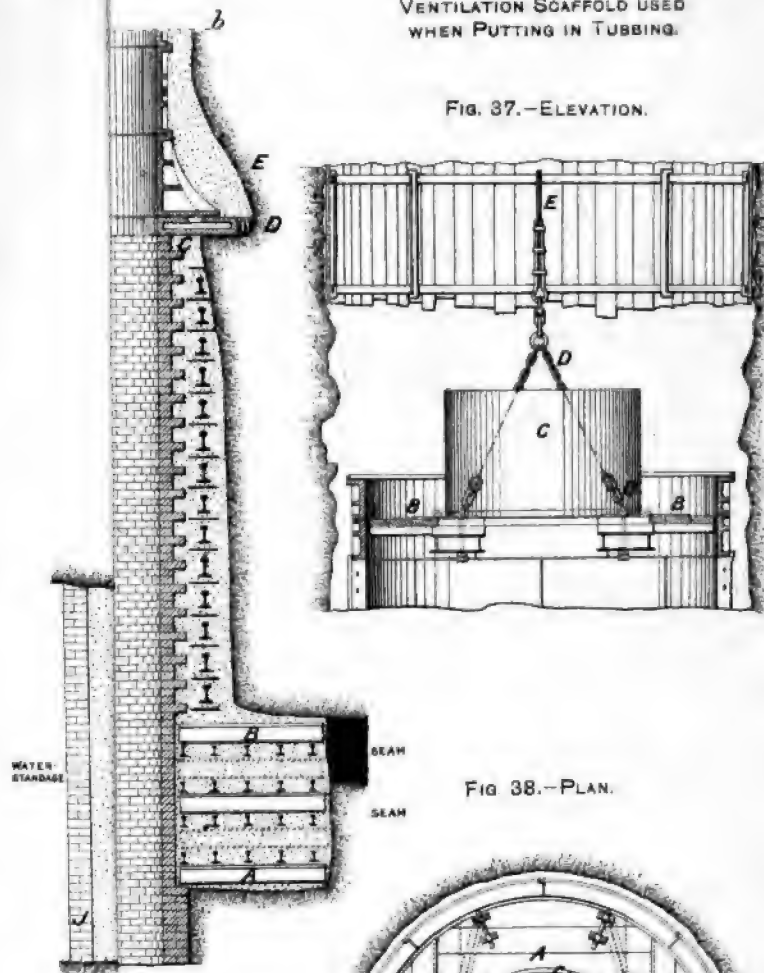 b
VENTILATION SCAFFOLD USED
WHEN PUTTING IN TUBBING.
FIG. 37.—ELEVATION.
E
D
C
E
D
C
B
B
B
SEAM
SEAM
A
WATER-
STANDAGE
J
FIG 38.—PLAN.
A
C